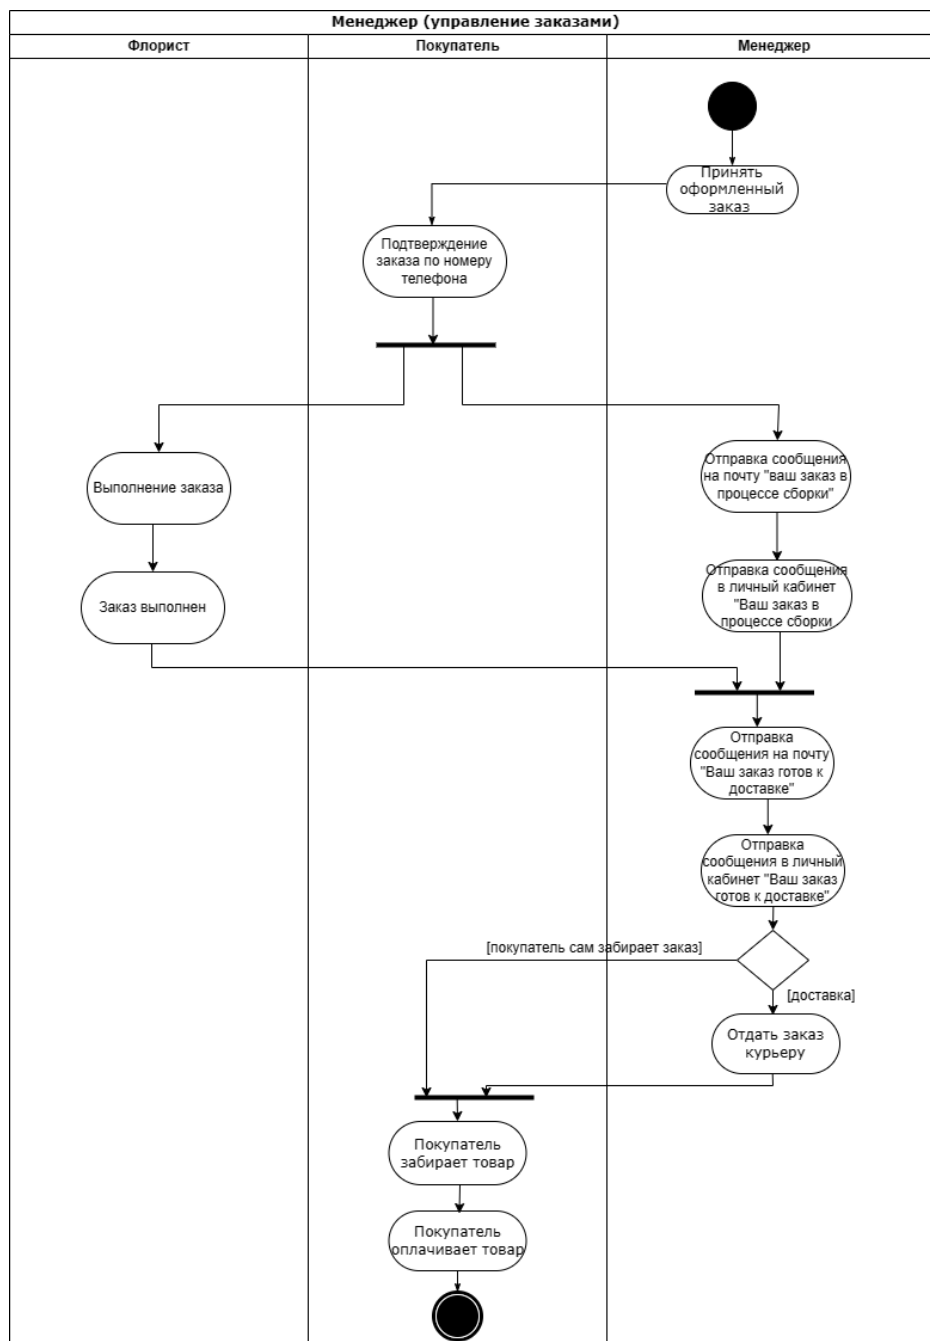 Менеджер (управление заказами)
Флорист
Покупатель
Менеджер
Принять
оформленный
заказ
Подтверждение
заказа по номеру
телефона
Выполнение заказа
Отправка сообщения
на почту "ваш заказ в
процессе сборки"
Заказ выполнен
Отправка сообщения
в личный кабинет
"Ваш заказ в
процессе сборки
Отправка
сообщения на почту
"Ваш заказ готов к
доставке"
Отправка
сообщения в личный
кабинет "Ваш заказ
готов к доставке"
[покупатель сам забирает заказ]
[доставка]
Отдать заказ
курьеру
Покупатель
забирает товар
Покупатель
оплачивает товар